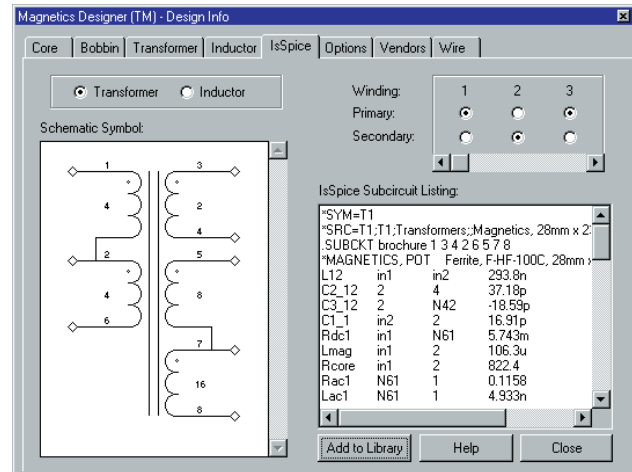 Magnetics Designer (TM) - Design Info
Core Bobbin Transformer Inductor IsSpice Options Vendors Wire
Transformer Inductor
Winding: 1 2 3
Primary:
Secondary:
Schematic Symbol:
1 3
4 2
4
2 5
4 8
6
7
16
8
IsSpice Subcircuit Listing:
*SYM=T1
*SRC=T1;T1;Transformers;;Magnetics, 28mm x 2
.SUBCKT brochure 1 3 4 2 6 5 7 8
*MAGNETICS, POT Ferrite, F-HF-100C, 28mm x
L12 in1 in2 293.8n
C2_12 2 4 37.18p
C3_12 2 N42 -18.59p
C1_1 in2 2 16.91p
Rdc1 in1 N61 5.743m
Lmag in1 2 106.3u
Rcore in1 2 822.4
Rac1 N61 1 0.1158
Lac1 N61 1 4.933n
Add to Library Help Close